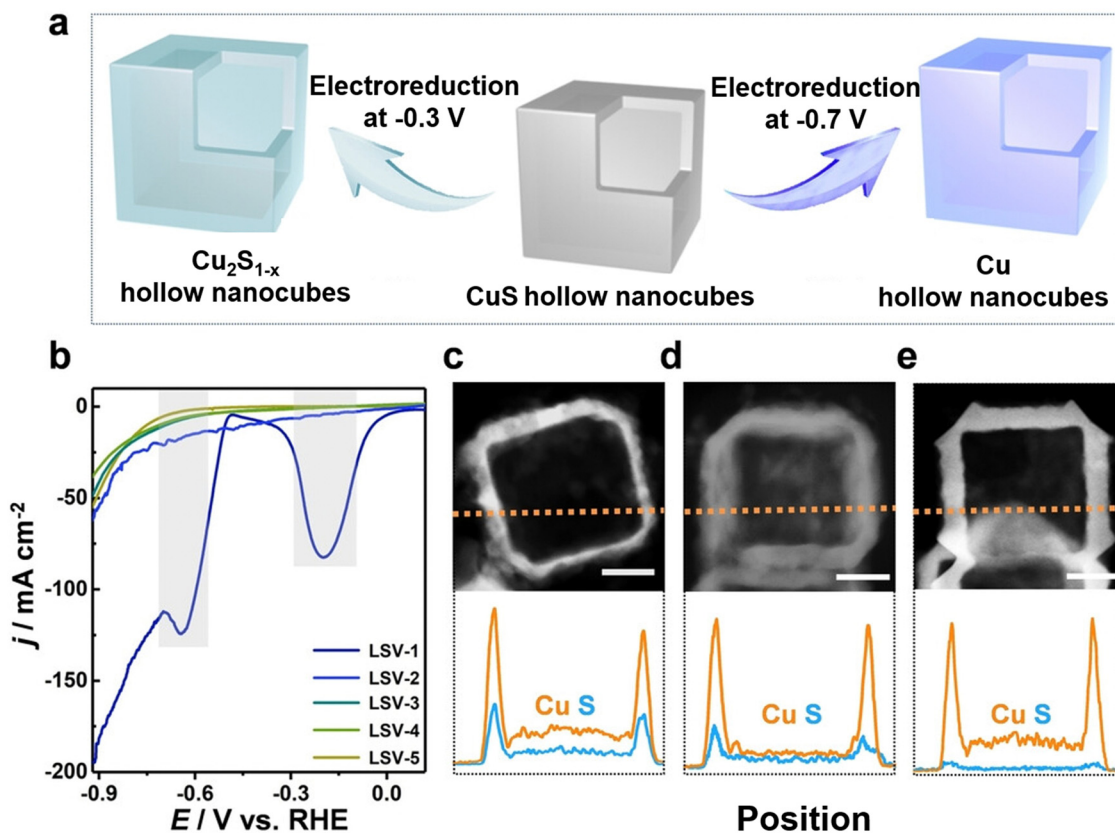 a
Electroreduction
at -0.3 V
Electroreduction
at -0.7 V
Cu₂S₁₋ₓ
hollow nanocubes
CuS hollow nanocubes
Cu
hollow nanocubes
b
0
-50
-100
-150
-200
j / mA cm⁻²
LSV-1
LSV-2
LSV-3
LSV-4
LSV-5
-0.9
-0.6
-0.3
0.0
E / V vs. RHE
c
Cu S
d
Cu S
e
Cu S
Position